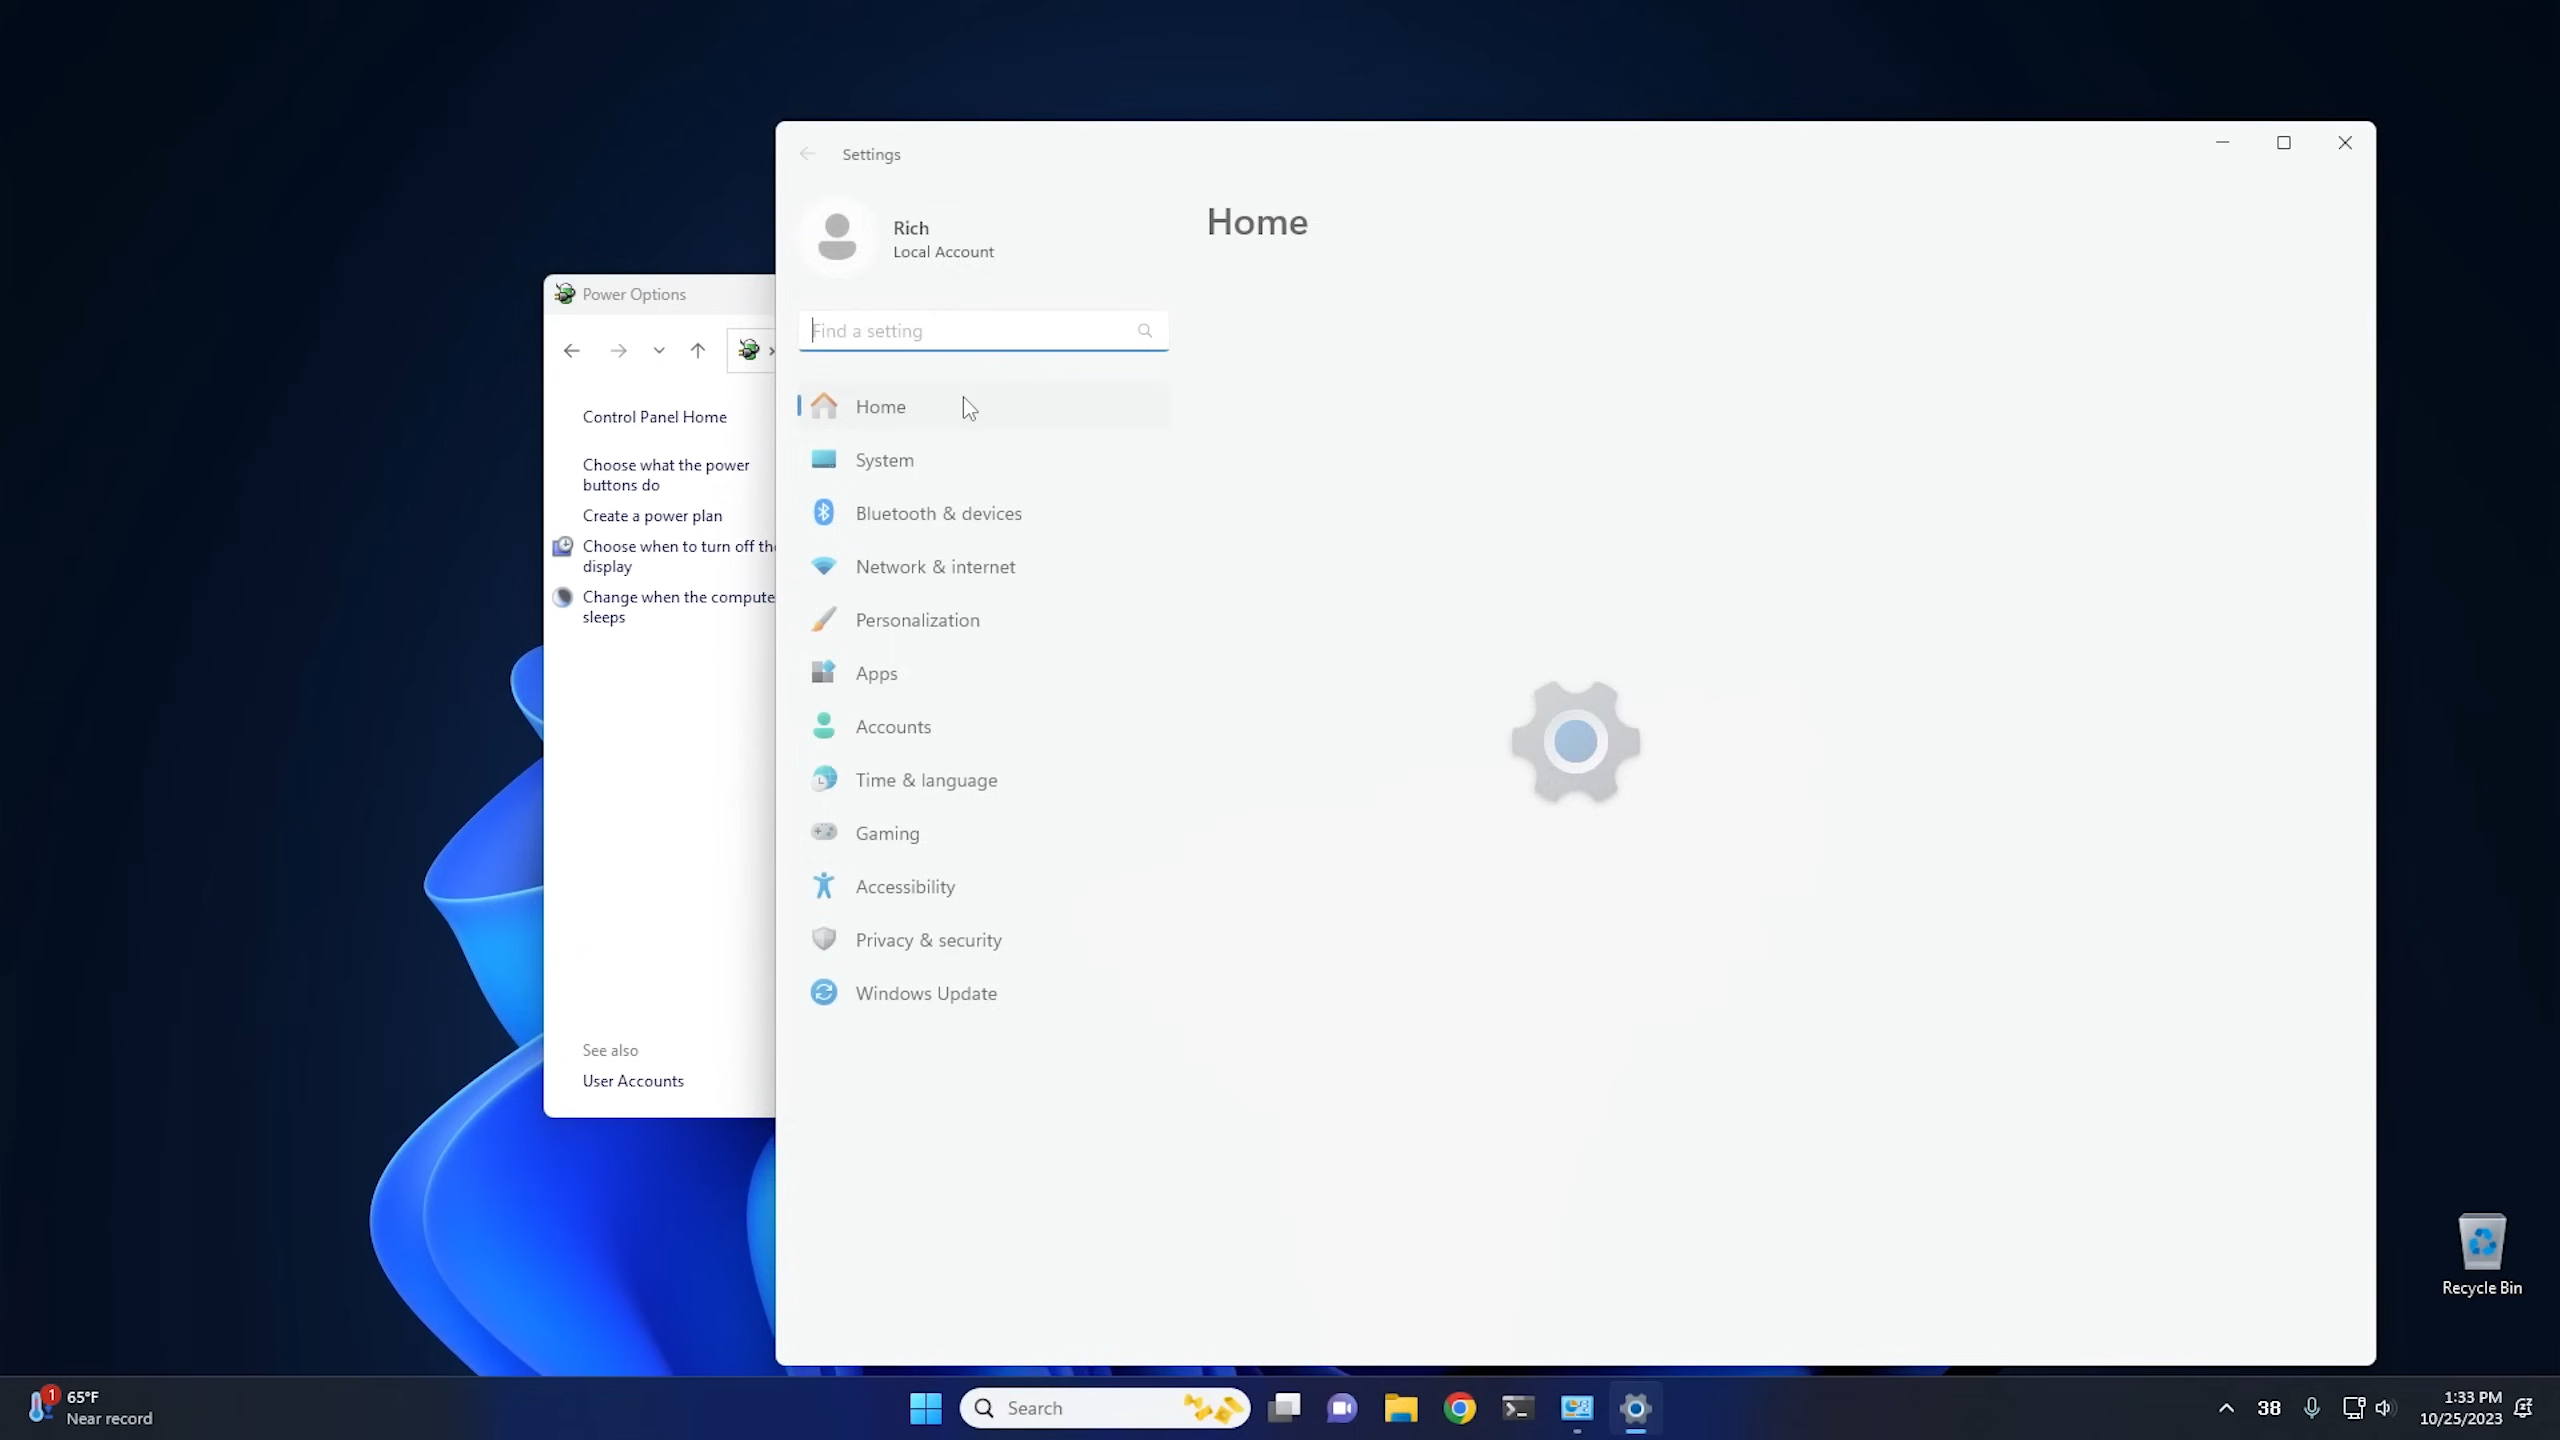 Settings
Rich
Local Account
Home
Find a setting
Home
System
Bluetooth & devices
Network & internet
Personalization
Apps
Accounts
Time & language
Gaming
Accessibility
Privacy & security
Windows Update
Power Options
Control Panel Home
Choose what the power
buttons do
Create a power plan
Choose when to turn off the
display
Change when the compute
sleeps
See also
User Accounts
Recycle Bin
1
65°F
Near record
Search
38
1:33 PM
10/25/2023